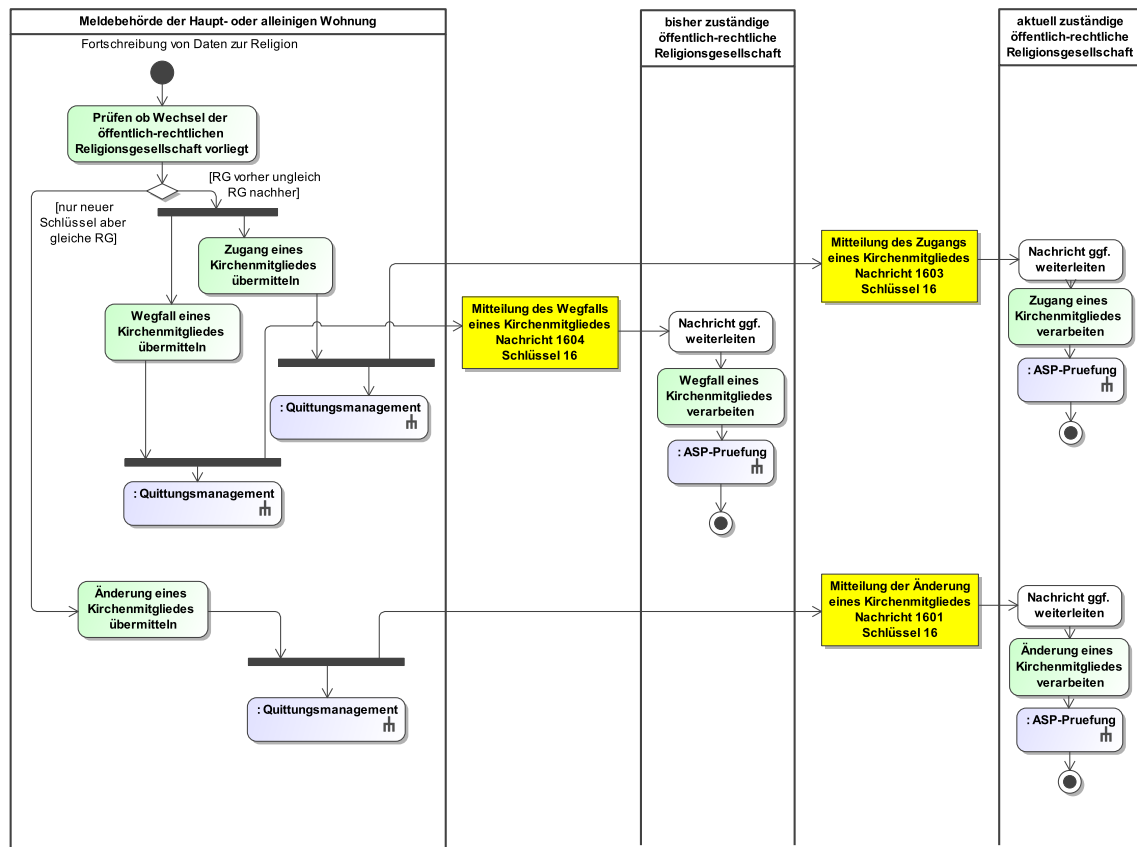 Meldebehörde der Haupt- oder alleinigen Wohnung
Fortschreibung von Daten zur Religion
Prüfen ob Wechsel der
öffentlich-rechtlichen
Religionsgesellschaft vorliegt
[RG vorher ungleich
RG nachher]
[nur neuer
Schlüssel aber
gleiche RG]
Zugang eines
Kirchenmitgliedes
übermitteln
Wegfall eines
Kirchenmitgliedes
übermitteln
: Quittungsmanagement
: Quittungsmanagement
Änderung eines
Kirchenmitgliedes
übermitteln
: Quittungsmanagement
Mitteilung des Wegfalls
eines Kirchenmitgliedes
Nachricht 1604
Schlüssel 16
bisher zuständige
öffentlich-rechtliche
Religionsgesellschaft
Nachricht ggf.
weiterleiten
Wegfall eines
Kirchenmitgliedes
verarbeiten
: ASP-Pruefung
Mitteilung des Zugangs
eines Kirchenmitgliedes
Nachricht 1603
Schlüssel 16
Mitteilung der Änderung
eines Kirchenmitgliedes
Nachricht 1601
Schlüssel 16
aktuell zuständige
öffentlich-rechtliche
Religionsgesellschaft
Nachricht ggf.
weiterleiten
Zugang eines
Kirchenmitgliedes
verarbeiten
: ASP-Pruefung
Nachricht ggf.
weiterleiten
Änderung eines
Kirchenmitgliedes
verarbeiten
: ASP-Pruefung